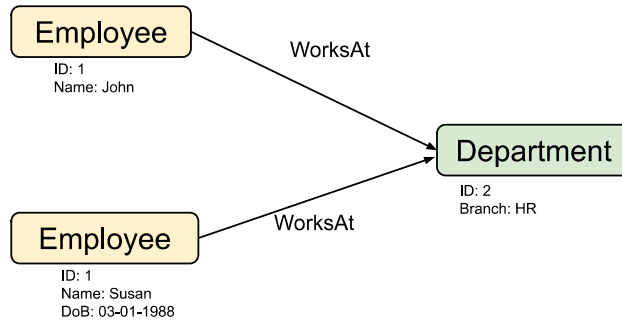 Employee
ID: 1
Name: John
WorksAt
Department
ID: 2
Branch: HR
WorksAt
Employee
ID: 1
Name: Susan
DoB: 03-01-1988